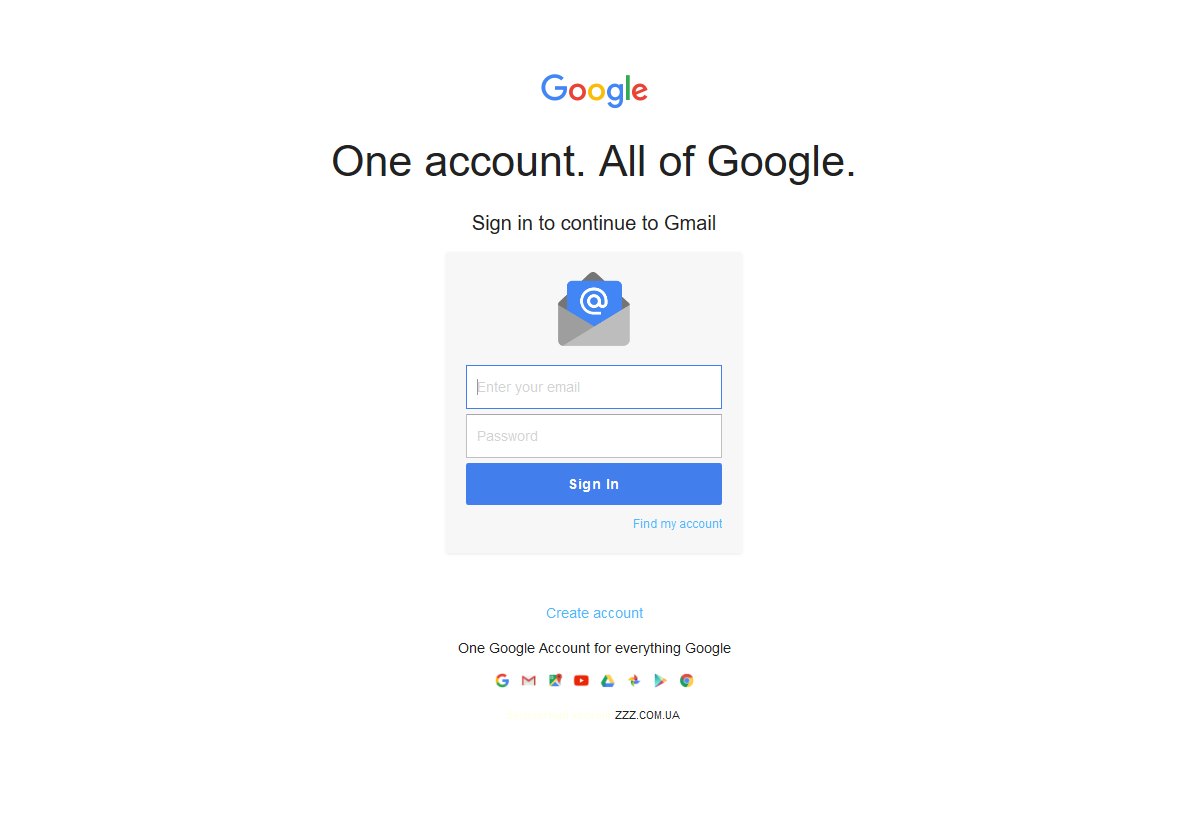 Google
One account. All of Google.
Sign in to continue to Gmail
Enter your email
Password
Sign In
Find my account
Create account
One Google Account for everything Google
ZZZ.COM.UA